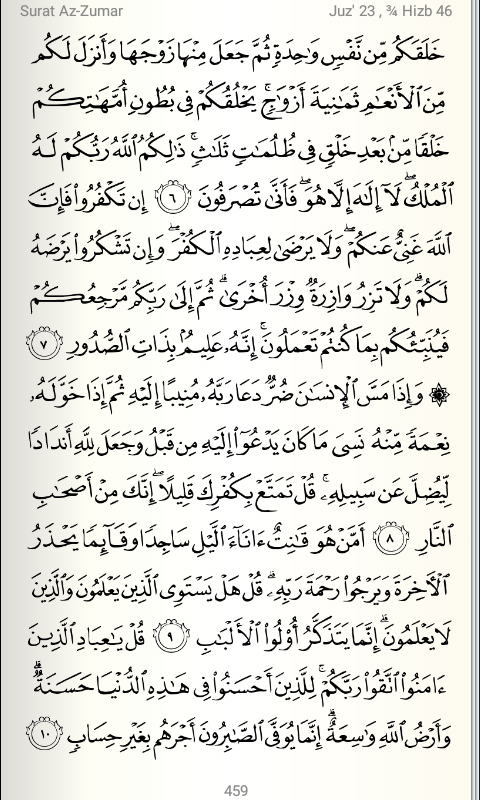 Surat Az-Zumar
Juz' 23 , ¾ Hizb 46
خَلَقَكُم مِّن نَّفْسٍ وَٰحِدَةٍ ثُمَّ جَعَلَ مِنْهَا زَوْجَهَا وَأَنزَلَ لَكُم
مِّنَ ٱلْأَنْعَٰمِ ثَمَٰنِيَةَ أَزْوَٰجٍ ۚ يَخْلُقُكُمْ فِى بُطُونِ أُمَّهَٰتِكُمْ
خَلْقًا مِّنۢ بَعْدِ خَلْقٍ فِى ظُلُمَٰتٍ ثَلَٰثٍ ۚ ذَٰلِكُمُ ٱللَّهُ رَبُّكُمْ لَهُ
ٱلْمُلْكُ ۖ لَآ إِلَٰهَ إِلَّا هُوَ ۖ فَأَنَّىٰ تُصْرَفُونَ ٦ إِن تَكْفُرُوا۟ فَإِنَّ
ٱللَّهَ غَنِىٌّ عَنكُمْ ۖ وَلَا يَرْضَىٰ لِعِبَادِهِ ٱلْكُفْرَ ۖ وَإِن تَشْكُرُوا۟ يَرْضَهُ
لَكُمْ ۗ وَلَا تَزِرُ وَازِرَةٌ وِزْرَ أُخْرَىٰ ۗ ثُمَّ إِلَىٰ رَبِّكُم مَّرْجِعُكُمْ
فَيُنَبِّئُكُم بِمَا كُنتُمْ تَعْمَلُونَ ۚ إِنَّهُۥ عَلِيمٌۢ بِذَاتِ ٱلصُّدُورِ ٧
۞ وَإِذَا مَسَّ ٱلْإِنسَٰنَ ضُرٌّ دَعَا رَبَّهُۥ مُنِيبًا إِلَيْهِ ثُمَّ إِذَا خَوَّلَهُۥ
نِعْمَةً مِّنْهُ نَسِىَ مَا كَانَ يَدْعُوٓا۟ إِلَيْهِ مِن قَبْلُ وَجَعَلَ لِلَّهِ أَندَادًا
لِّيُضِلَّ عَن سَبِيلِهِۦ ۚ قُلْ تَمَتَّعْ بِكُفْرِكَ قَلِيلًا ۖ إِنَّكَ مِنْ أَصْحَٰبِ
ٱلنَّارِ ٨ أَمَّنْ هُوَ قَٰنِتٌ ءَانَآءَ ٱلَّيْلِ سَاجِدًا وَقَآئِمًا يَحْذَرُ
ٱلْءَاخِرَةَ وَيَرْجُوا۟ رَحْمَةَ رَبِّهِۦ ۗ قُلْ هَلْ يَسْتَوِى ٱلَّذِينَ يَعْلَمُونَ وَٱلَّذِينَ
لَا يَعْلَمُونَ ۗ إِنَّمَا يَتَذَكَّرُ أُو۟لُوا۟ ٱلْأَلْبَٰبِ ٩ قُلْ يَٰعِبَادِ ٱلَّذِينَ
ءَامَنُوا۟ ٱتَّقُوا۟ رَبَّكُمْ ۚ لِلَّذِينَ أَحْسَنُوا۟ فِى هَٰذِهِ ٱلدُّنْيَا حَسَنَةٌ ۗ
وَأَرْضُ ٱللَّهِ وَٰسِعَةٌ ۗ إِنَّمَا يُوَفَّى ٱلصَّٰبِرُونَ أَجْرَهُم بِغَيْرِ حِسَابٍ ١٠
459